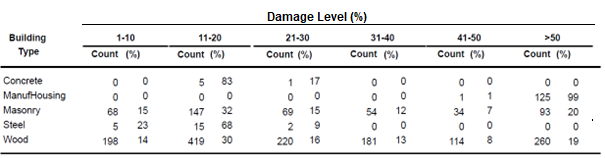 Damage Level (%)
Building Type 1-10 11-20 21-30 31-40 41-50 >50
Count (%) Count (%) Count (%) Count (%) Count (%) Count (%)
Concrete 0 0 5 83 1 17 0 0 0 0 0 0
ManufHousing 0 0 0 0 0 0 0 0 1 1 125 99
Masonry 68 15 147 32 69 15 54 12 34 7 93 20
Steel 5 23 15 68 2 9 0 0 0 0 0 0
Wood 198 14 419 30 220 16 181 13 114 8 260 19